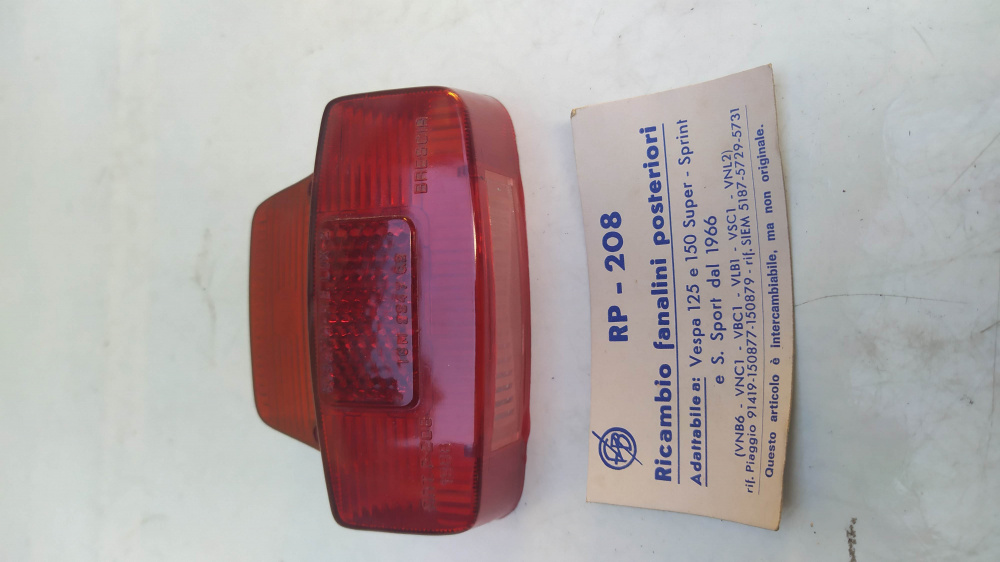 RP - 208
Ricambio fanalini posteriori
Adattabile a: Vespa 125 e 150 Super - Sprint
e S. Sport dal 1966
(VNB6 - VNC1 - VBC1 - VLB1 - VSC1 - VNL2)
rif. Piaggio 91419-150877-150879 - rif. SIEM 5187-5729-5731
Questo articolo è intercambiabile, ma non originale.